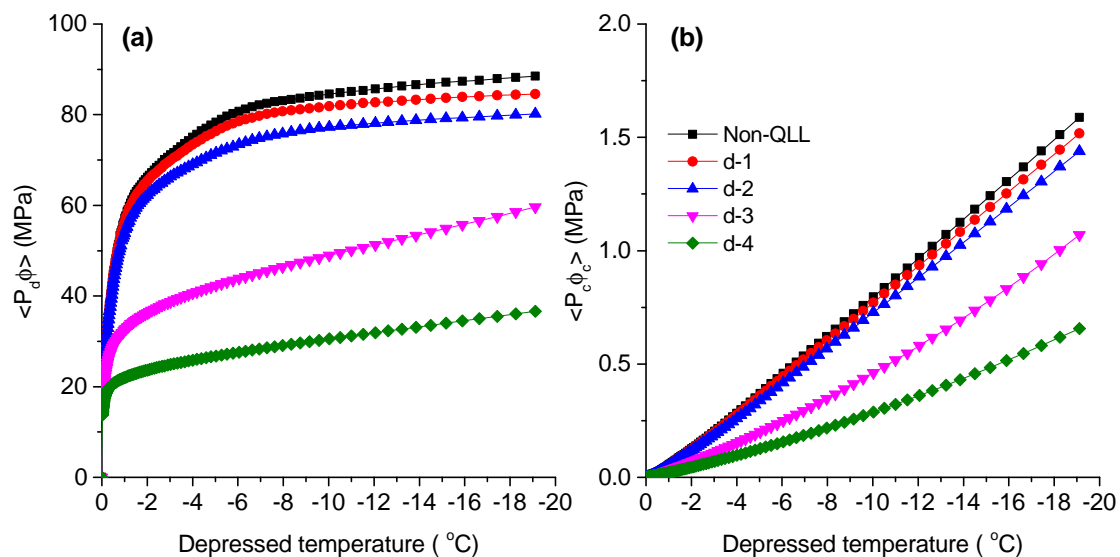 (a)
<P_dϕ> (MPa)
100
80
60
40
20
0
0 -2 -4 -6 -8 -10 -12 -14 -16 -18 -20
Depressed temperature ( °C)
(b)
<P_cϕ_c> (MPa)
2.0
1.5
1.0
0.5
0.0
Non-QLL
d-1
d-2
d-3
d-4
0 -2 -4 -6 -8 -10 -12 -14 -16 -18 -20
Depressed temperature ( °C)